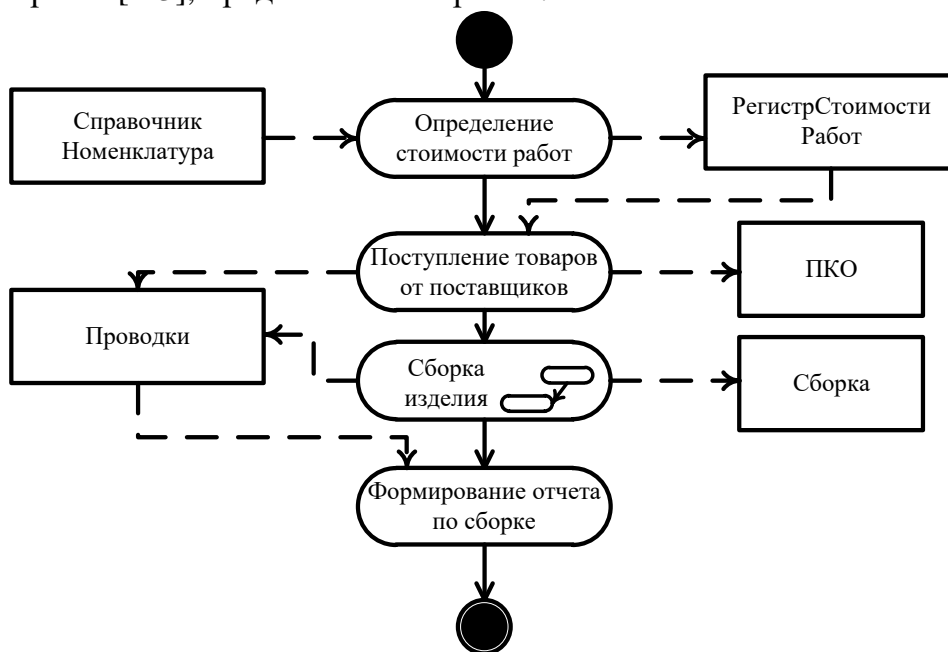 Справочник
Номенклатура
Определение
стоимости работ
РегистрСтоимости
Работ
Поступление товаров
от поставщиков
ПКО
Проводки
Сборка
изделия
Сборка
Формирование отчета
по сборке